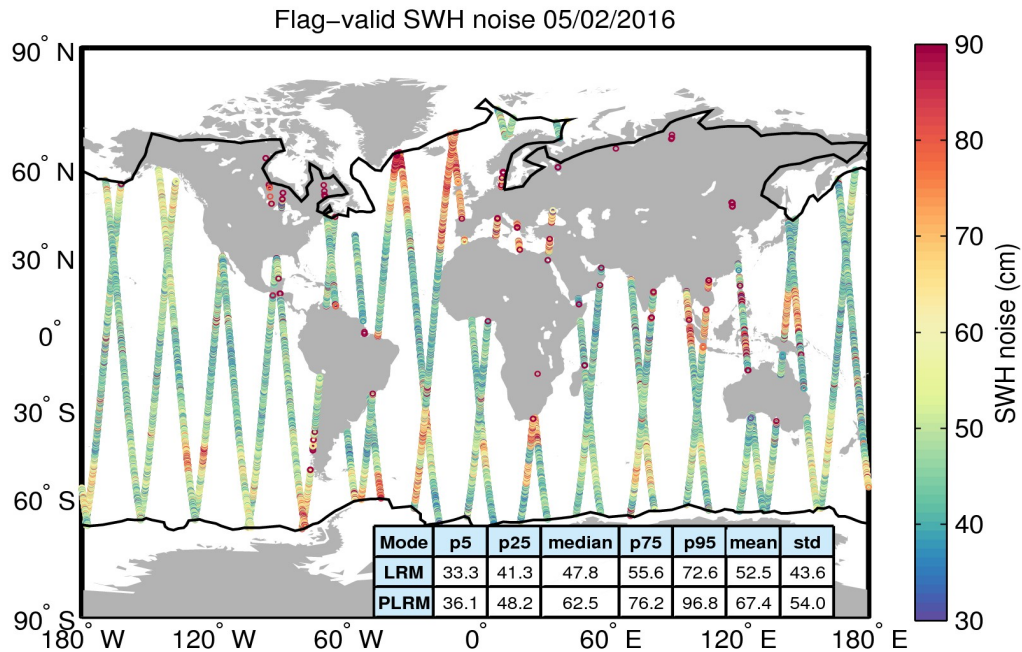 Flag−valid SWH noise 05/02/2016
90° N
60° N
30° N
0°
30° S
60° S
90° S
180° W
120° W
60° W
0°
60° E
120° E
180° E
90
80
70
60
50
40
30
SWH noise (cm)
Mode p5 p25 median p75 p95 mean std
LRM 33.3 41.3 47.8 55.6 72.6 52.5 43.6
PLRM 36.1 48.2 62.5 76.2 96.8 67.4 54.0